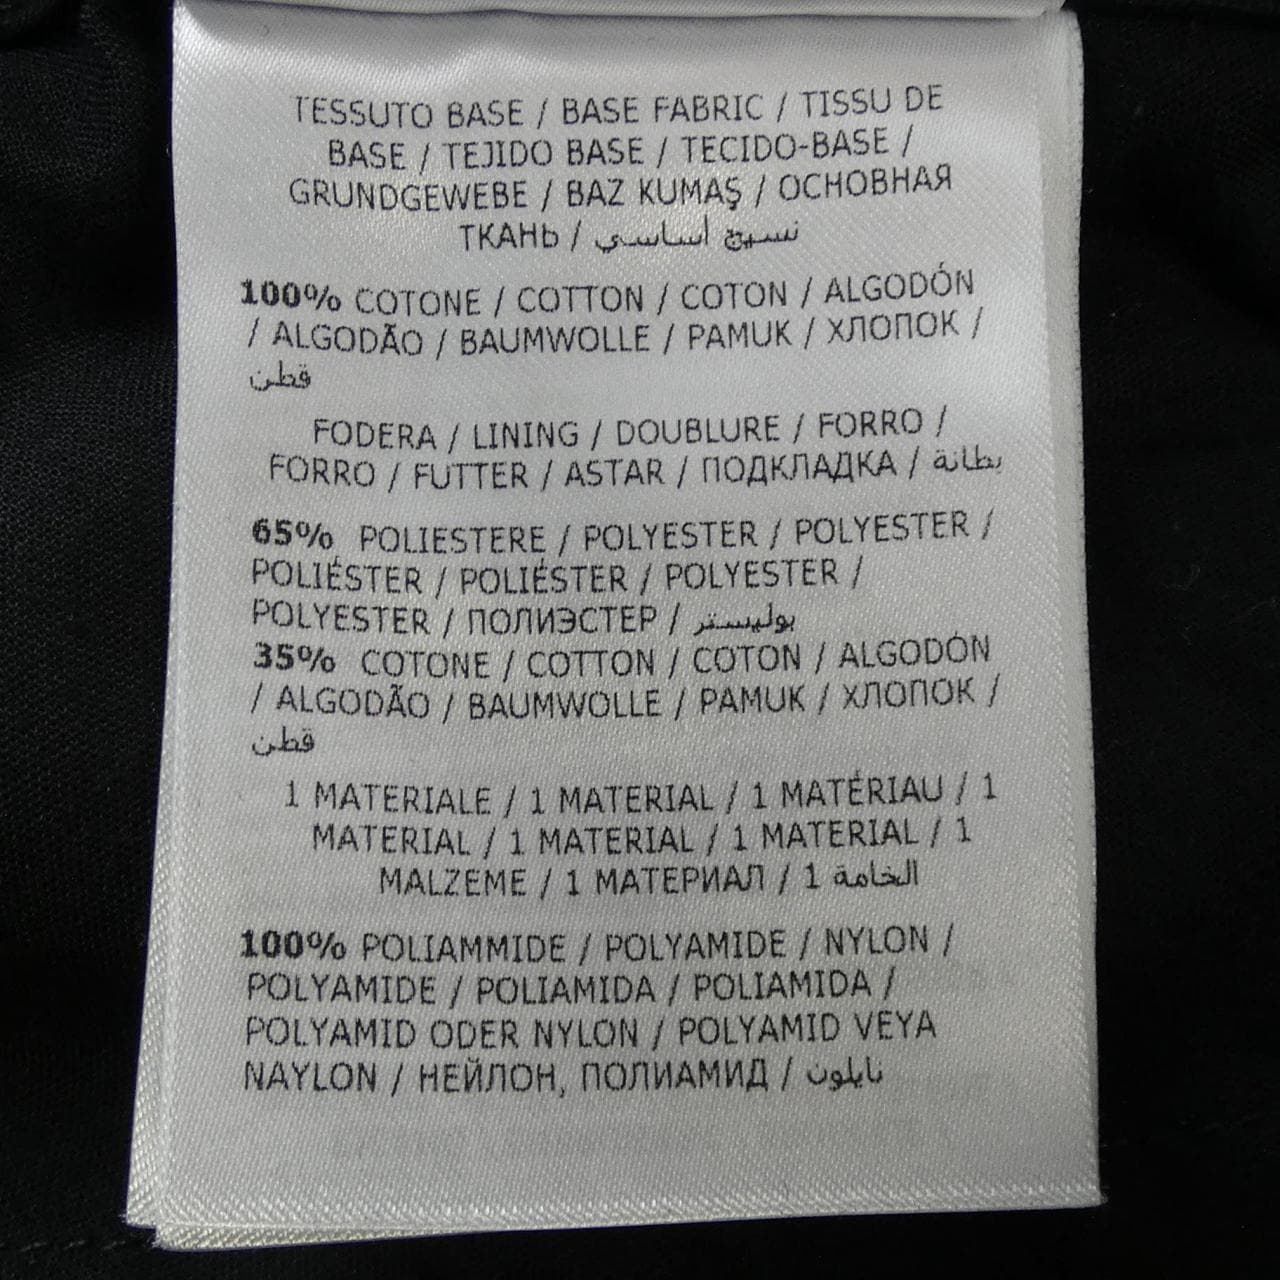 TESSUTO BASE / BASE FABRIC / TISSU DE
BASE / TEJIDO BASE / TECIDO-BASE /
GRUNDGEWEBE / BAZ KUMAŞ / ОСНОВНАЯ
ТКАНЬ / نسيج أساسي
100% COTONE / COTTON / COTON / ALGODÓN
/ ALGODÃO / BAUMWOLLE / PAMUK / ХЛОПОК /
قطن
FODERA / LINING / DOUBLURE / FORRO /
FORRO / FUTTER / ASTAR / ПОДКЛАДКА / بطانة
65% POLIESTERE / POLYESTER / POLYESTER /
POLIÉSTER / POLIÉSTER / POLYESTER /
POLYESTER / ПОЛИЭСТЕР / بوليستر
35% COTONE / COTTON / COTON / ALGODÓN
/ ALGODÃO / BAUMWOLLE / PAMUK / ХЛОПОК /
قطن
1 MATERIALE / 1 MATERIAL / 1 MATÉRIAU / 1
MATERIAL / 1 MATERIAL / 1 MATERIAL / 1
MALZEME / 1 МАТЕРИАЛ / 1 الخامة
100% POLIAMMIDE / POLYAMIDE / NYLON /
POLYAMIDE / POLIAMIDA / POLIAMIDA /
POLYAMID ODER NYLON / POLYAMID VEYA
NAYLON / НЕЙЛОН, ПОЛИАМИД / نايلون